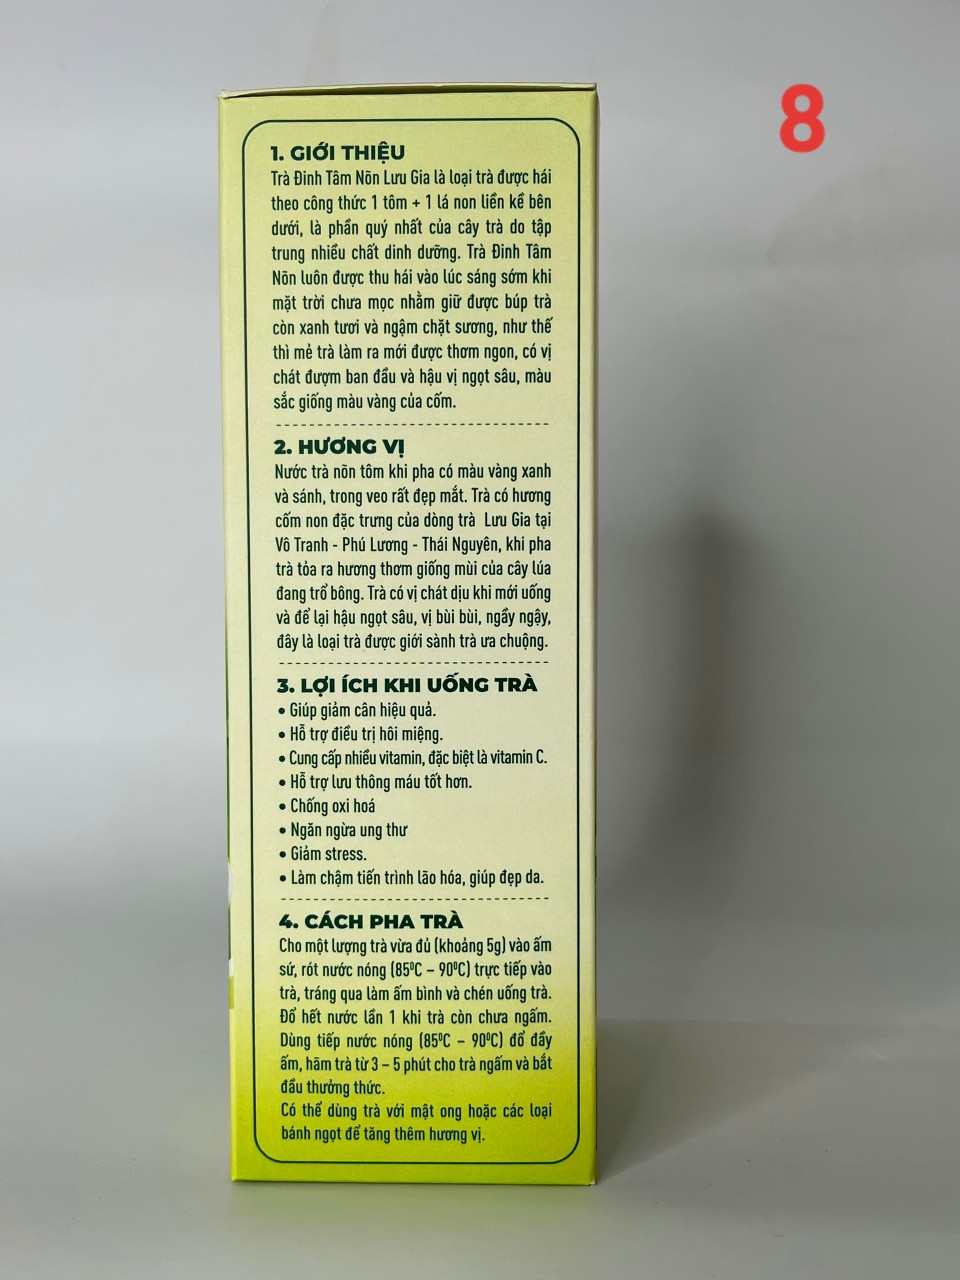 8
1. GIỚI THIỆU
Trà Đinh Tâm Nõn Lưu Gia là loại trà được hái
theo công thức 1 tôm + 1 lá non liền kề bên
dưới, là phần quý nhất của cây trà do tập
trung nhiều chất dinh dưỡng. Trà Đinh Tâm
Nõn luôn được thu hái vào lúc sáng sớm khi
mặt trời chưa mọc nhằm giữ được búp trà
còn xanh tươi và ngậm chặt sương, như thế
thì mẻ trà làm ra mới được thơm ngon, có vị
chát đượm ban đầu và hậu vị ngọt sâu, màu
sắc giống màu vàng của cốm.
2. HƯƠNG VỊ
Nước trà nõn tôm khi pha có màu vàng xanh
và sánh, trong veo rất đẹp mắt. Trà có hương
cốm non đặc trưng của dòng trà Lưu Gia tại
Vô Tranh - Phú Lương - Thái Nguyên, khi pha
trà tỏa ra hương thơm giống mùi của cây lúa
đang trổ bông. Trà có vị chát dịu khi mới uống
và để lại hậu ngọt sâu, vị bùi bùi, ngầy ngậy,
đây là loại trà được giới sành trà ưa chuộng.
3. LỢI ÍCH KHI UỐNG TRÀ
• Giúp giảm cân hiệu quả.
• Hỗ trợ điều trị hôi miệng.
• Cung cấp nhiều vitamin, đặc biệt là vitamin C.
• Hỗ trợ lưu thông máu tốt hơn.
• Chống oxi hoá
• Ngăn ngừa ung thư
• Giảm stress.
• Làm chậm tiến trình lão hóa, giúp đẹp da.
4. CÁCH PHA TRÀ
Cho một lượng trà vừa đủ (khoảng 5g) vào ấm
sứ, rót nước nóng (85⁰C – 90⁰C) trực tiếp vào
trà, tráng qua làm ấm bình và chén uống trà.
Đổ hết nước lần 1 khi trà còn chưa ngấm.
Dùng tiếp nước nóng (85⁰C – 90⁰C) đổ đầy
ấm, hãm trà từ 3 – 5 phút cho trà ngấm và bắt
đầu thưởng thức.
Có thể dùng trà với mật ong hoặc các loại
bánh ngọt để tăng thêm hương vị.